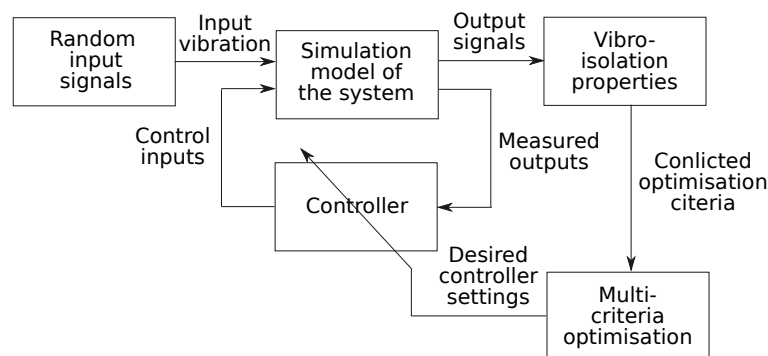 Random
input
signals
Input
vibration
Simulation
model of
the system
Output
signals
Vibro-
isolation
properties
Control
inputs
Measured
outputs
Conlicted
optimisation
citeria
Controller
Desired
controller
settings
Multi-
criteria
optimisation